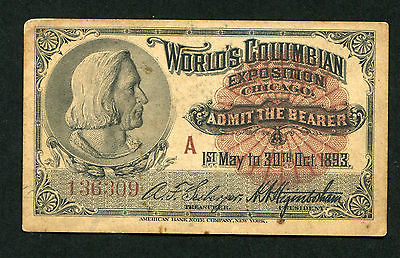 WORLD'S COLUMBIAN
EXPOSITION
CHICAGO.
ADMIT THE BEARER
A
1ST May to 30TH Oct. 1893.
136309
TREASURER.
PRESIDENT.
AMERICAN BANK NOTE COMPANY, NEW YORK.